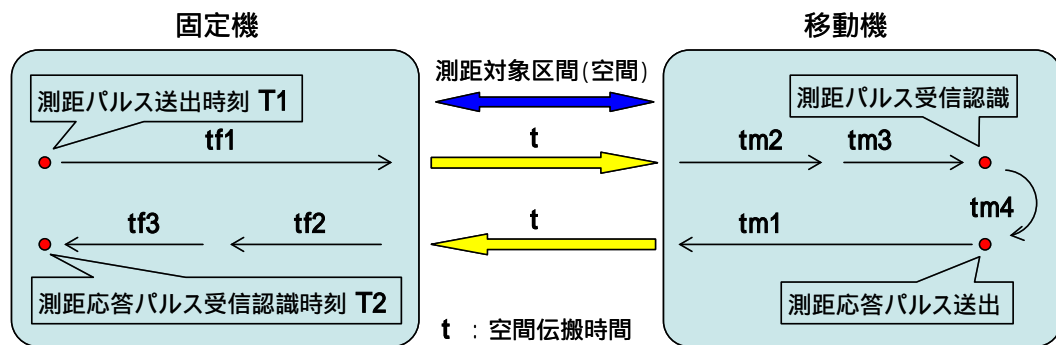 固定機
移動機
測距対象区間(空間)
測距パルス送出時刻 T1
測距パルス受信認識
tf1
t
tm2
tm3
tm4
tf3
tf2
t
tm1
測距応答パルス受信認識時刻 T2
測距応答パルス送出
t :空間伝搬時間